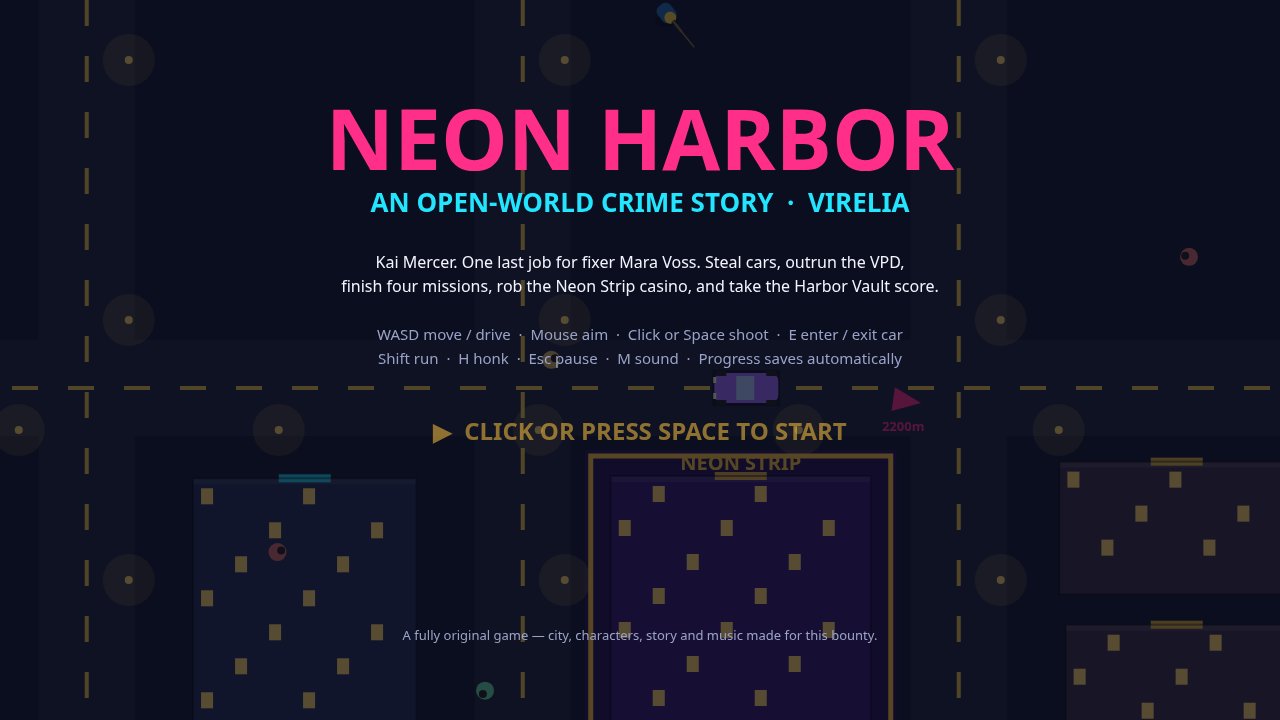 NEON HARBOR
AN OPEN-WORLD CRIME STORY · VIRELIA
Kai Mercer. One last job for fixer Mara Voss. Steal cars, outrun the VPD,
finish four missions, rob the Neon Strip casino, and take the Harbor Vault score.
WASD move / drive · Mouse aim · Click or Space shoot · E enter / exit car
Shift run · H honk · Esc pause · M sound · Progress saves automatically
2200m
▶ CLICK OR PRESS SPACE TO START
NEON STRIP
A fully original game — city, characters, story and music made for this bounty.